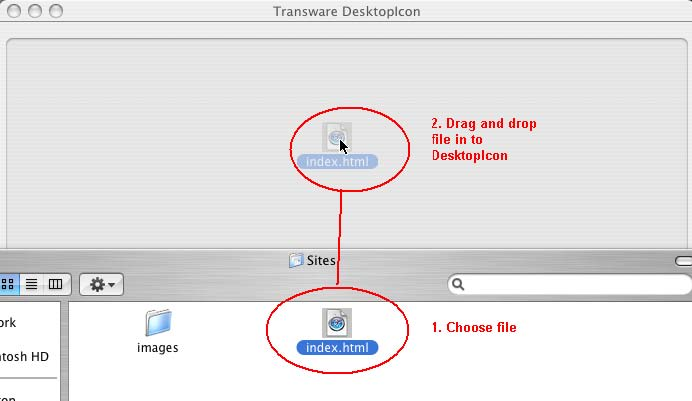 Transware DesktopIcon
2. Drag and drop
file in to
DesktopIcon
index.html
Sites
ork
images
index.html
1. Choose file
tosh HD